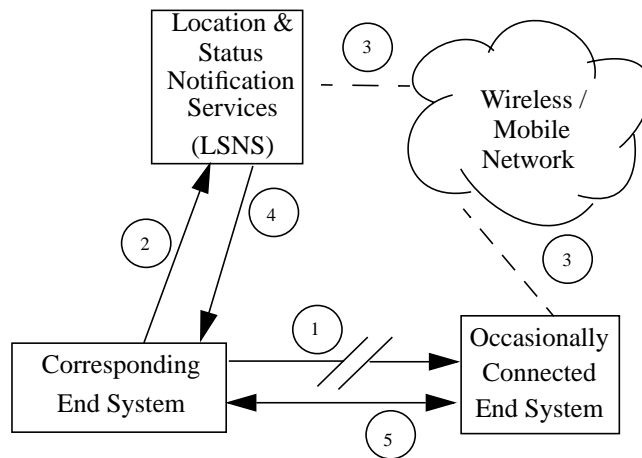 Location &
Status
Notification
Services
(LSNS)
3
Wireless /
Mobile
Network
2
4
3
1
Corresponding
End System
Occasionally
Connected
End System
5